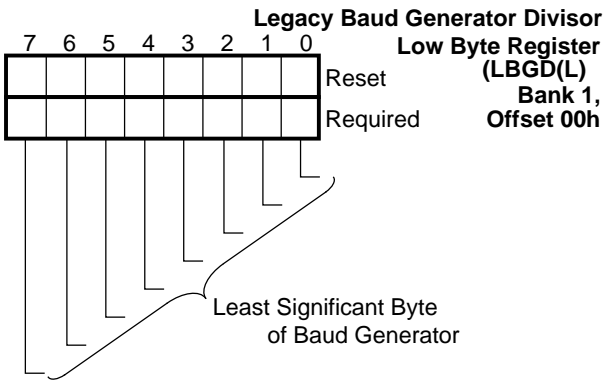 Legacy Baud Generator Divisor
7 6 5 4 3 2 1 0 Low Byte Register
(LBGD(L)
Reset
Bank 1,
Required Offset 00h
Least Significant Byte
of Baud Generator